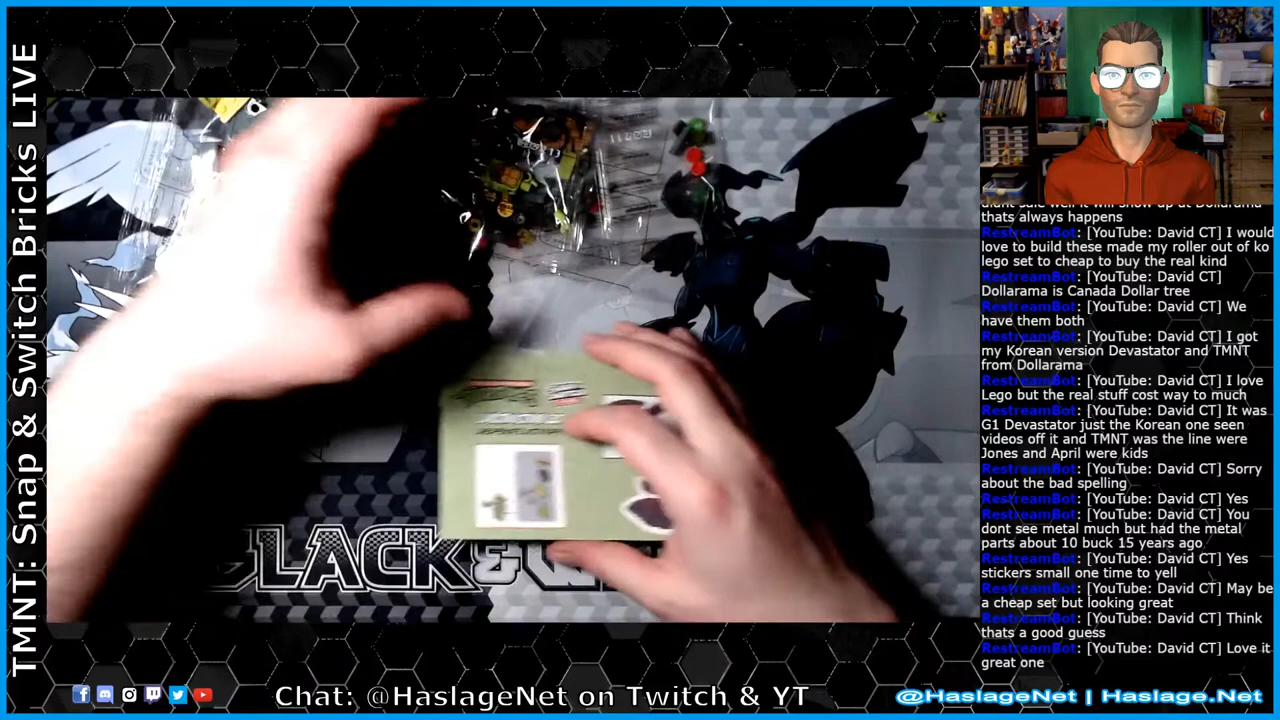 TMNT: Snap & Switch Bricks LIVE
didnt sale well it will show up at Dollarama
thats always happens
RestreamBot: [YouTube: David CT] I would
love to build these made my roller out of ko
lego set to cheap to buy the real kind
RestreamBot: [YouTube: David CT]
Dollarama is Canada Dollar tree
RestreamBot: [YouTube: David CT] We
have them both
RestreamBot: [YouTube: David CT] I got
my Korean version Devastator and TMNT
from Dollarama
RestreamBot: [YouTube: David CT] I love
Lego but the real stuff cost way to much
RestreamBot: [YouTube: David CT] It was
G1 Devastator just the Korean one seen
videos off it and TMNT was the line were
Jones and April were kids
RestreamBot: [YouTube: David CT] Sorry
about the bad spelling
RestreamBot: [YouTube: David CT] Yes
RestreamBot: [YouTube: David CT] You
dont see metal much but had the metal
parts about 10 buck 15 years ago
RestreamBot: [YouTube: David CT] Yes
stickers small one time to yell
RestreamBot: [YouTube: David CT] May be
a cheap set but looking great
RestreamBot: [YouTube: David CT] Think
thats a good guess
RestreamBot: [YouTube: David CT] Love it
great one
LACK &
Chat: @HaslageNet on Twitch & YT
@HaslageNet | Haslage.Net